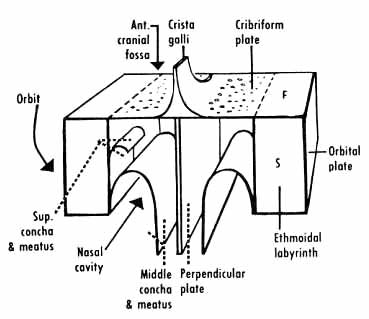 Ant.
cranial
fossa
Crista
galli
Cribriform
plate
Orbit
F
Orbital
plate
S
Sup.
concha
& meatus
Nasal
cavity
Middle
concha
& meatus
Perpendicular
plate
Ethmoidal
labyrinth